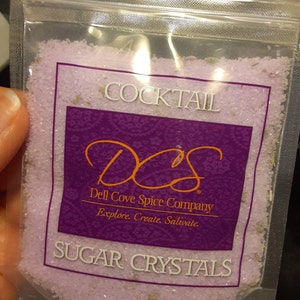 COCKTAIL
DCS
Dell Cove Spice Company
Explore. Create. Salivate.
SUGAR CRYSTALS